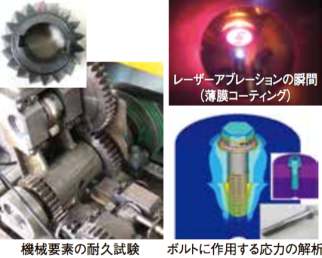 レーザーアブレーションの瞬間
(薄膜コーティング)
機械要素の耐久試験
ボルトに作用する応力の解析